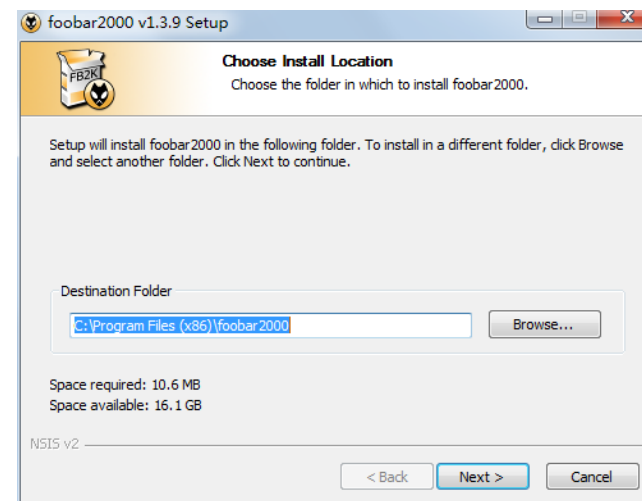 foobar2000 v1.3.9 Setup
FB2K
Choose Install Location
Choose the folder in which to install foobar2000.
Setup will install foobar2000 in the following folder. To install in a different folder, click Browse
and select another folder. Click Next to continue.
Destination Folder
C:\Program Files (x86)\foobar2000
Browse...
Space required: 10.6 MB
Space available: 16.1 GB
NSIS v2
< Back
Next >
Cancel